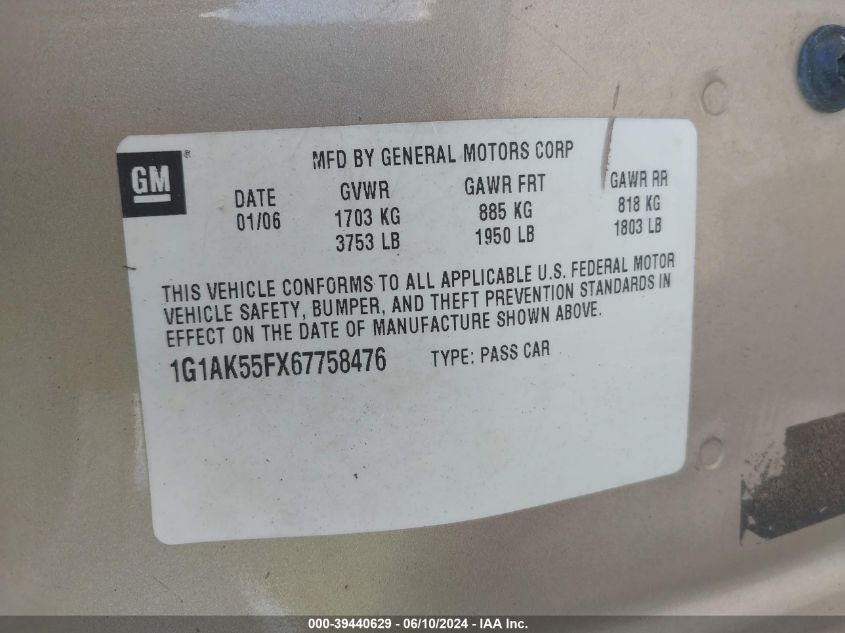 GM®
MFD BY GENERAL MOTORS CORP
DATE GVWR GAWR FRT GAWR RR
01/06 1703 KG 885 KG 818 KG
3753 LB 1950 LB 1803 LB
THIS VEHICLE CONFORMS TO ALL APPLICABLE U.S. FEDERAL MOTOR
VEHICLE SAFETY, BUMPER, AND THEFT PREVENTION STANDARDS IN
EFFECT ON THE DATE OF MANUFACTURE SHOWN ABOVE.
1G1AK55FX67758476 TYPE: PASS CAR
000-39440629 - 06/10/2024 - IAA Inc.